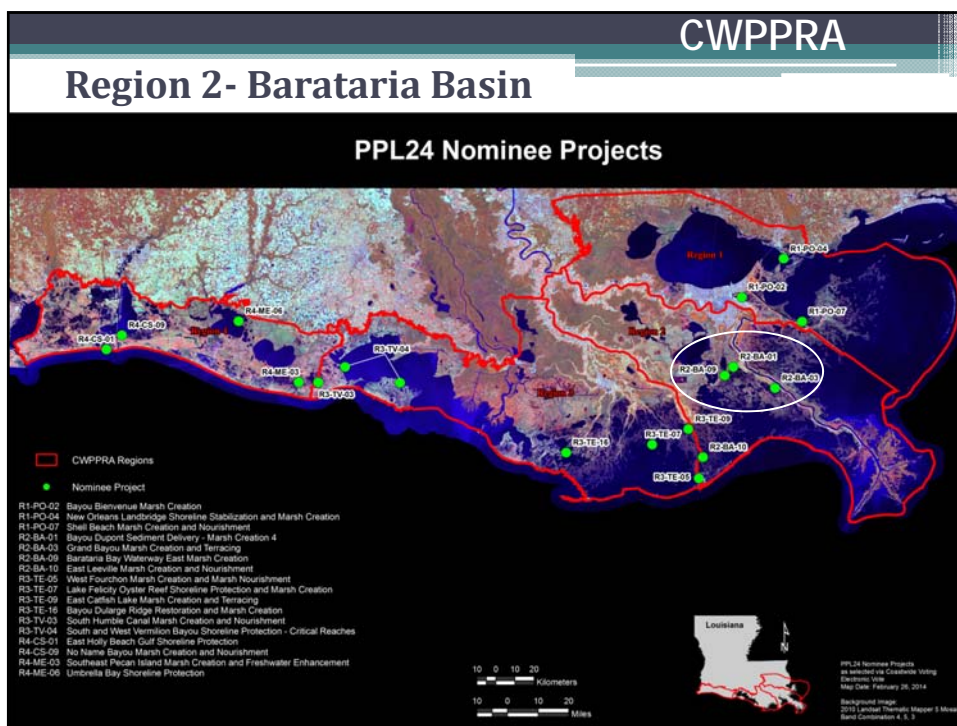 CWPPRA
Region 2- Barataria Basin
PPL24 Nominee Projects
Region 1
R1-PO-04
R1-PO-02
R1-PO-07
Region 2
R4-ME-06
R4-CS-09
R4-CS-01
R3-TV-04
R2-BA-01
R2-BA-09
R2-BA-03
R4-ME-03
R3-TV-03
Region 3
R3-TE-09
R3-TE-07
R3-TE-16
R2-BA-10
R3-TE-05
CWPPRA Regions
Nominee Project
R1-PO-02 Bayou Bienvenue Marsh Creation
R1-PO-04 New Orleans Landbridge Shoreline Stabilization and Marsh Creation
R1-PO-07 Shell Beach Marsh Creation and Nourishment
R2-BA-01 Bayou Dupont Sediment Delivery - Marsh Creation 4
R2-BA-03 Grand Bayou Marsh Creation and Terracing
R2-BA-09 Barataria Bay Waterway East Marsh Creation
R2-BA-10 East Leeville Marsh Creation and Nourishment
R3-TE-05 West Fourchon Marsh Creation and Marsh Nourishment
R3-TE-07 Lake Felicity Oyster Reef Shoreline Protection and Marsh Creation
R3-TE-09 East Catfish Lake Marsh Creation and Terracing
R3-TE-16 Bayou Dularge Ridge Restoration and Marsh Creation
R3-TV-03 South Humble Canal Marsh Creation and Nourishment
R3-TV-04 South and West Vermilion Bayou Shoreline Protection - Critical Reaches
R4-CS-01 East Holly Beach Gulf Shoreline Protection
R4-CS-09 No Name Bayou Marsh Creation and Nourishment
R4-ME-03 Southeast Pecan Island Marsh Creation and Freshwater Enhancement
R4-ME-06 Umbrella Bay Shoreline Protection
10 0 10 20
Kilometers
10 0 10 20
Miles
Louisiana
N
PPL24 Nominee Projects
as selected via Coastwide Voting
Electronic Vote
Map Date: February 26, 2014
Background Image:
2010 Landsat Thematic Mapper 5 Mosa
Band Combination 4, 5, 3